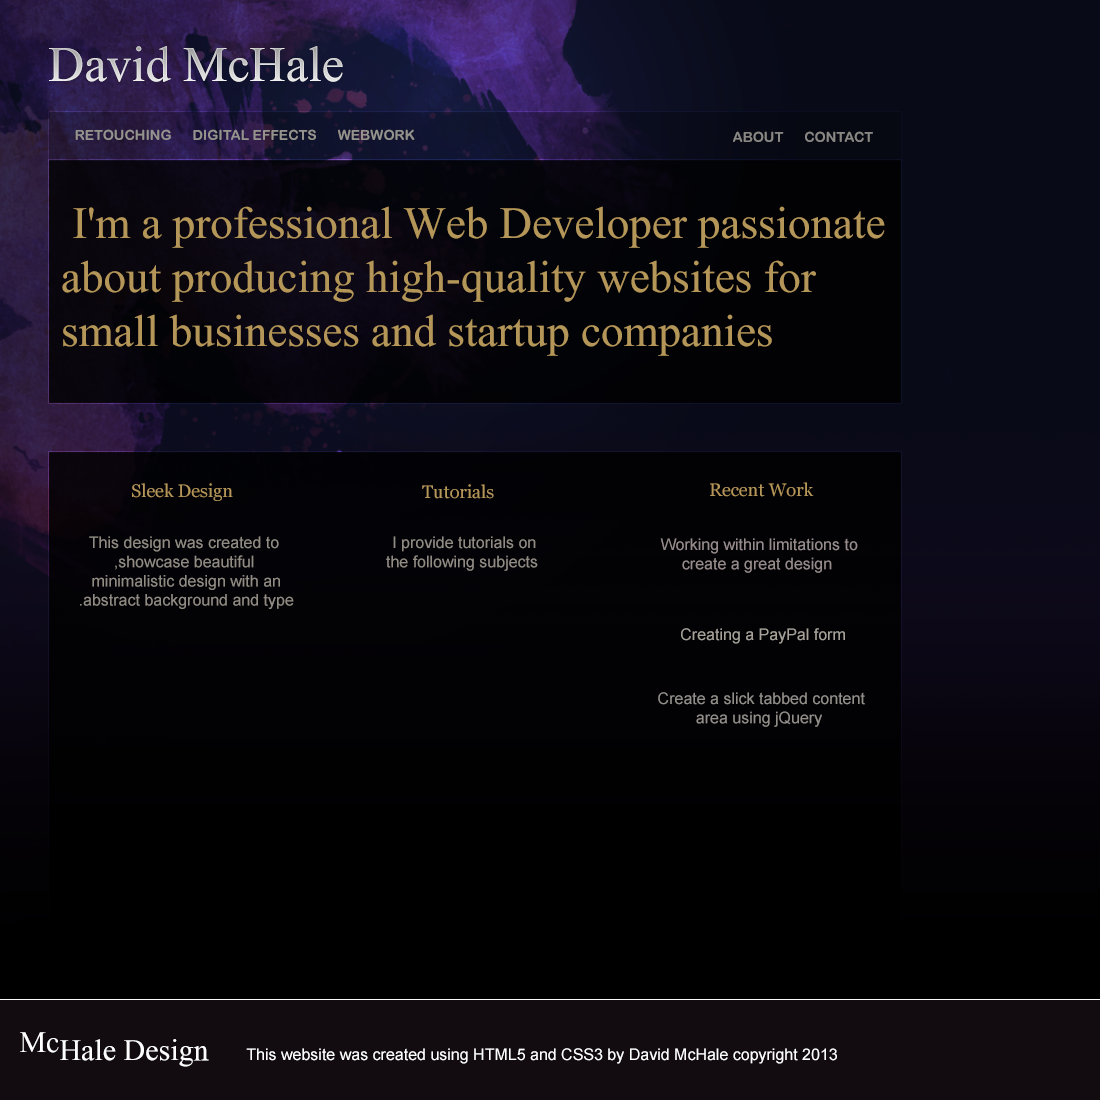 David McHale
RETOUCHING DIGITAL EFFECTS WEBWORK ABOUT CONTACT
I'm a professional Web Developer passionate
about producing high-quality websites for
small businesses and startup companies
Sleek Design
This design was created to
,showcase beautiful
minimalistic design with an
.abstract background and type
Tutorials
I provide tutorials on
the following subjects
Recent Work
Working within limitations to
create a great design
Creating a PayPal form
Create a slick tabbed content
area using jQuery
McHale Design
This website was created using HTML5 and CSS3 by David McHale copyright 2013